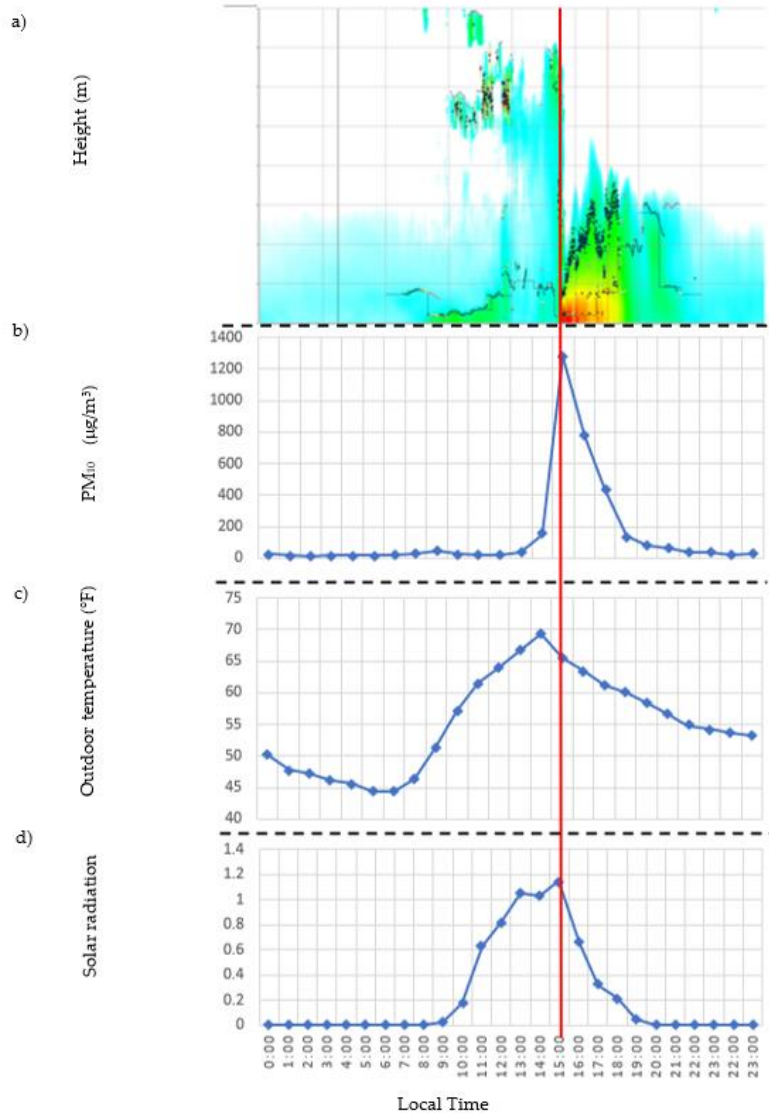 a)
Height (m)
b)
PM₁₀ (µg/m³)
1400
1200
1000
800
600
400
200
0
c)
Outdoor temperature (°F)
75
70
65
60
55
50
45
40
d)
Solar radiation
1.4
1.2
1
0.8
0.6
0.4
0.2
0
0:00 1:00 2:00 3:00 4:00 5:00 6:00 7:00 8:00 9:00 10:00 11:00 12:00 13:00 14:00 15:00 16:00 17:00 18:00 19:00 20:00 21:00 22:00 23:00
Local Time